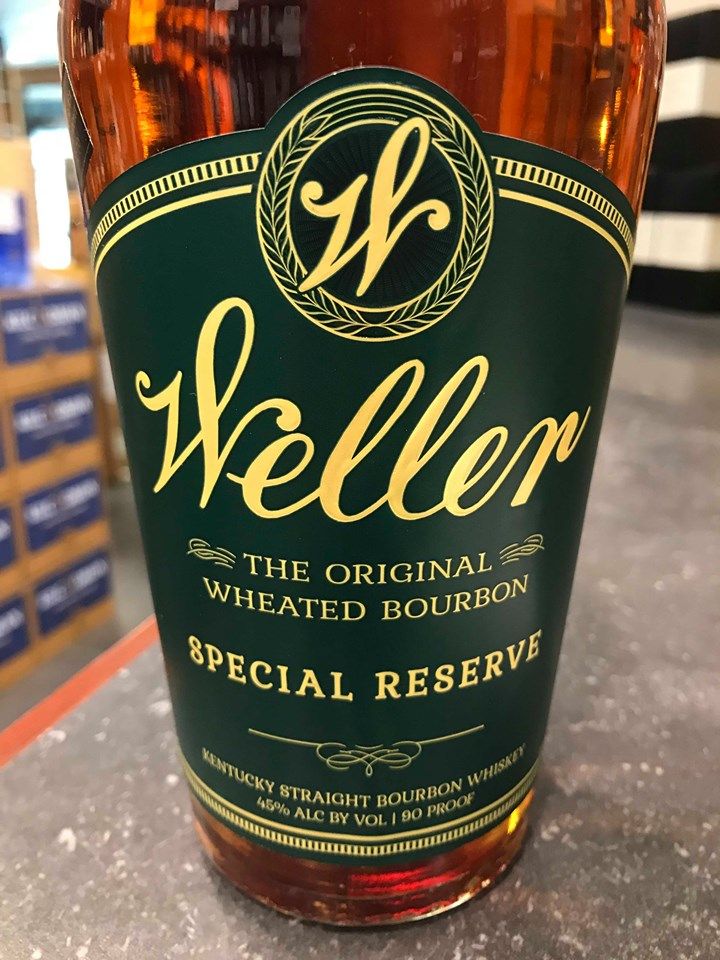 W
Weller
THE ORIGINAL
WHEATED BOURBON
SPECIAL RESERVE
KENTUCKY STRAIGHT BOURBON WHISKEY
45% ALC BY VOL | 90 PROOF